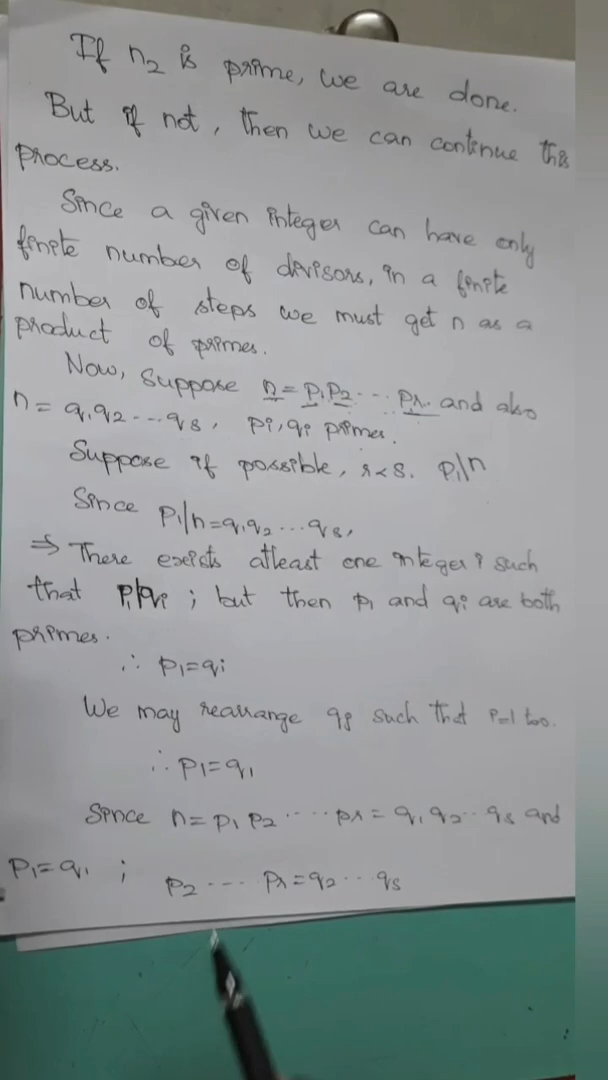 If n₂ is prime, we are done.
But if not, then we can continue this
process.
Since a given integer can have only
finite number of divisors, in a finite
number of steps we must get n as a
product of primes.
Now, Suppose n = p₁p₂ ... pᵣ. and also
n = q₁q₂ ... qₛ, pᵢ, qᵢ primes.
Suppose if possible, r<s. p₁|n
Since p₁|n=q₁q₂...qₛ,
⇒ There exists atleast one integer i such
that p₁|qᵢ ; but then p₁ and qᵢ are both
primes.
∴ p₁=qᵢ
We may rearrange qᵢ such that i=1 too.
∴ p₁=q₁
Since n=p₁ p₂ ..... pᵣ = q₁ q₂.. qₛ and
p₁=q₁ ; p₂ .... pᵣ=q₂ ... qₛ